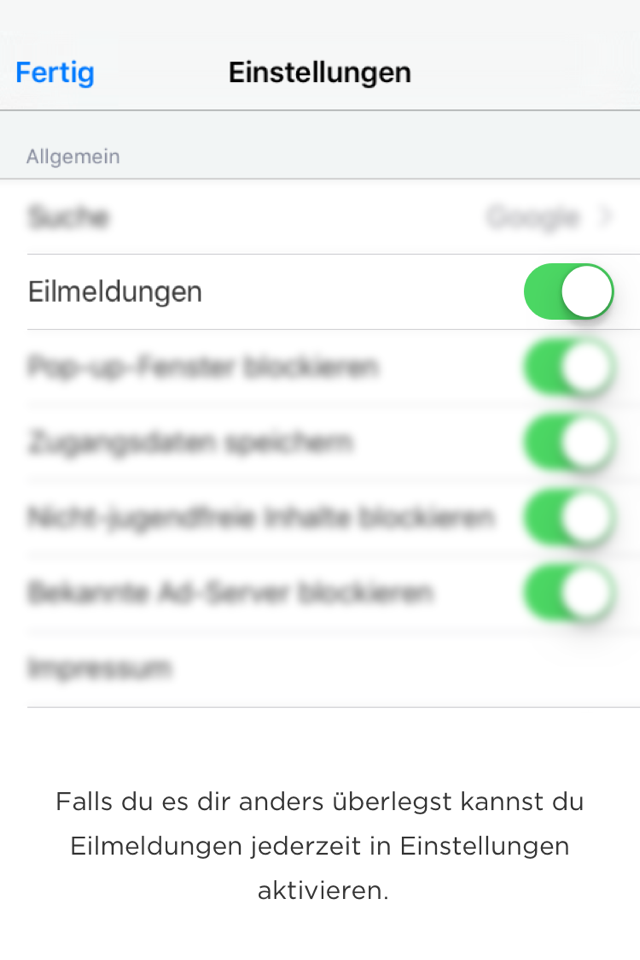 Fertig Einstellungen
Allgemein
Suche Google
Eilmeldungen
Pop-up-Fenster blockieren
Zugangsdaten speichern
Nicht-jugendfreie Inhalte blockieren
Bekannte Ad-Server blockieren
Impressum
Falls du es dir anders überlegst kannst du
Eilmeldungen jederzeit in Einstellungen
aktivieren.